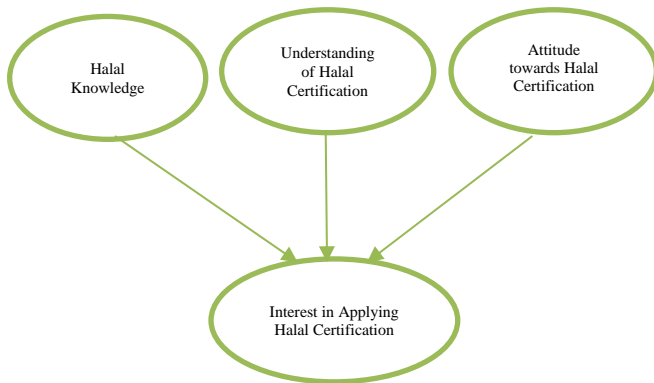 Halal
Knowledge
Understanding
of Halal
Certification
Attitude
towards Halal
Certification
Interest in Applying
Halal Certification